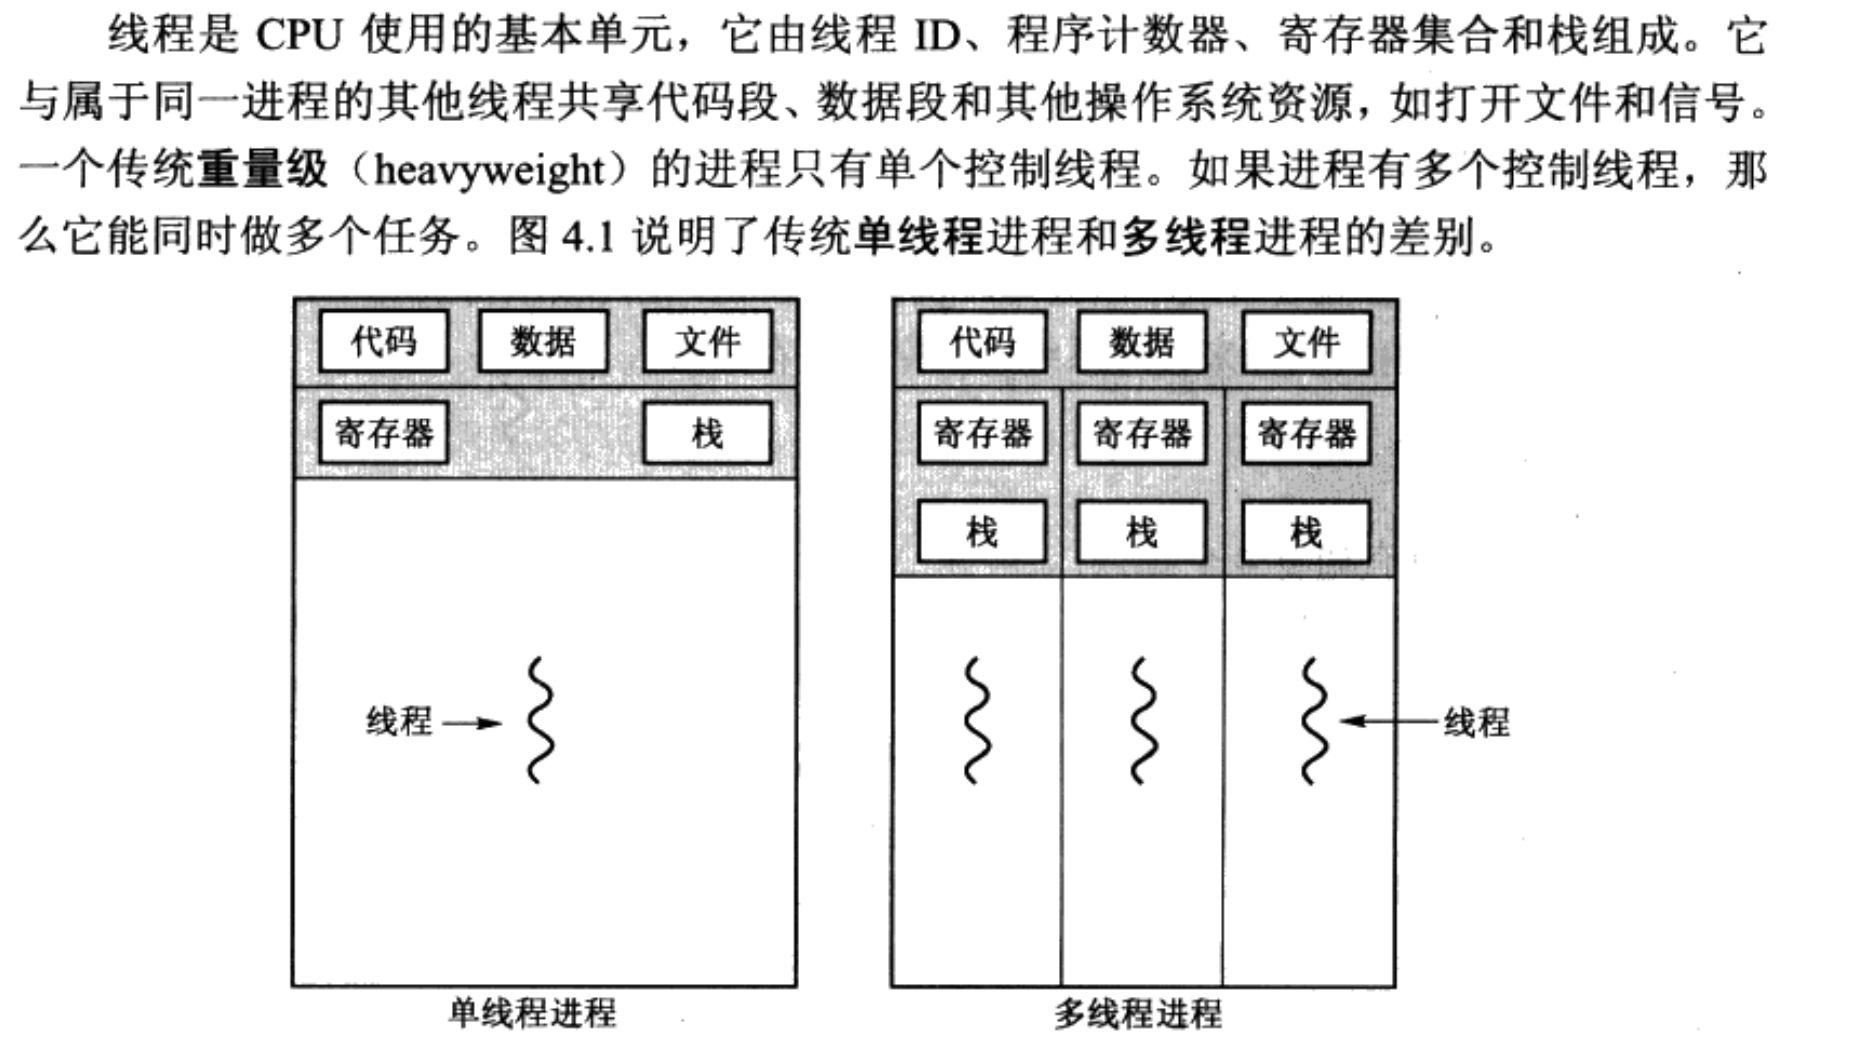 线程是 CPU 使用的基本单元，它由线程 ID、程序计数器、寄存器集合和栈组成。它
与属于同一进程的其他线程共享代码段、数据段和其他操作系统资源，如打开文件和信号。
一个传统重量级（heavyweight）的进程只有单个控制线程。如果进程有多个控制线程，那
么它能同时做多个任务。图 4.1 说明了传统单线程进程和多线程进程的差别。
代码 数据 文件
寄存器 栈
线程
单线程进程
代码 数据 文件
寄存器 寄存器 寄存器
栈 栈 栈
线程
多线程进程